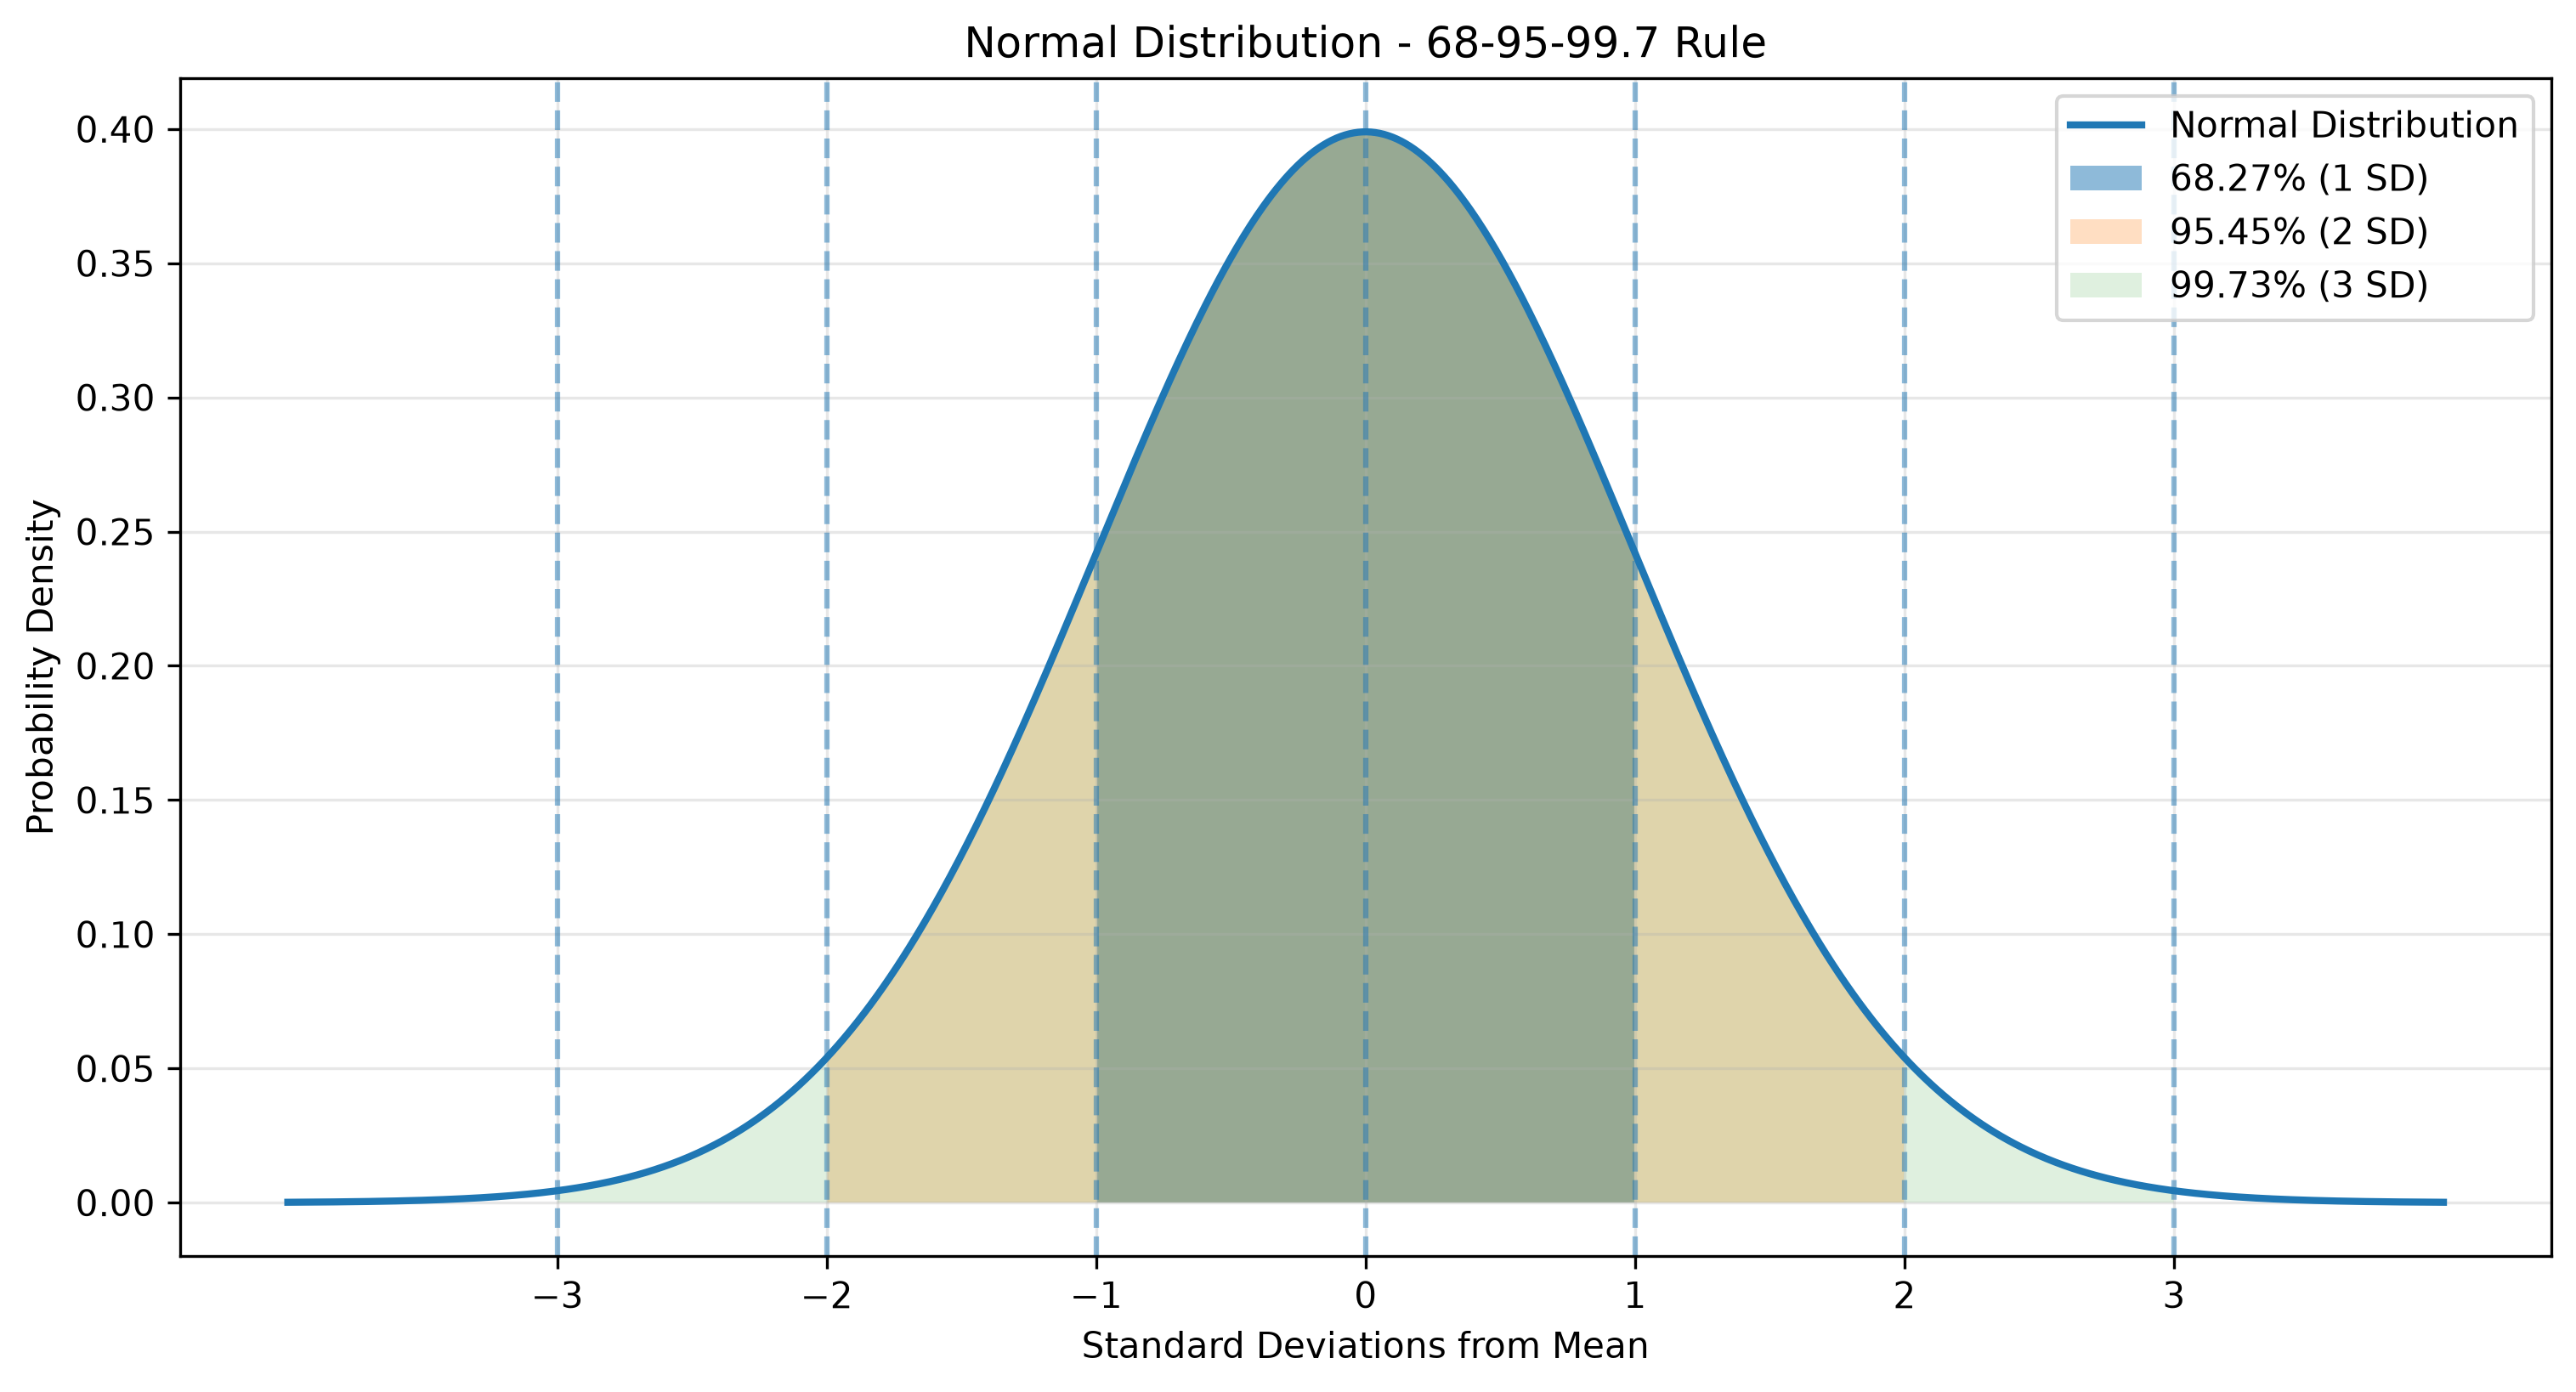 Normal Distribution - 68-95-99.7 Rule
Normal Distribution
68.27% (1 SD)
95.45% (2 SD)
99.73% (3 SD)
Probability Density
0.40
0.35
0.30
0.25
0.20
0.15
0.10
0.05
0.00
−3 −2 −1 0 1 2 3
Standard Deviations from Mean